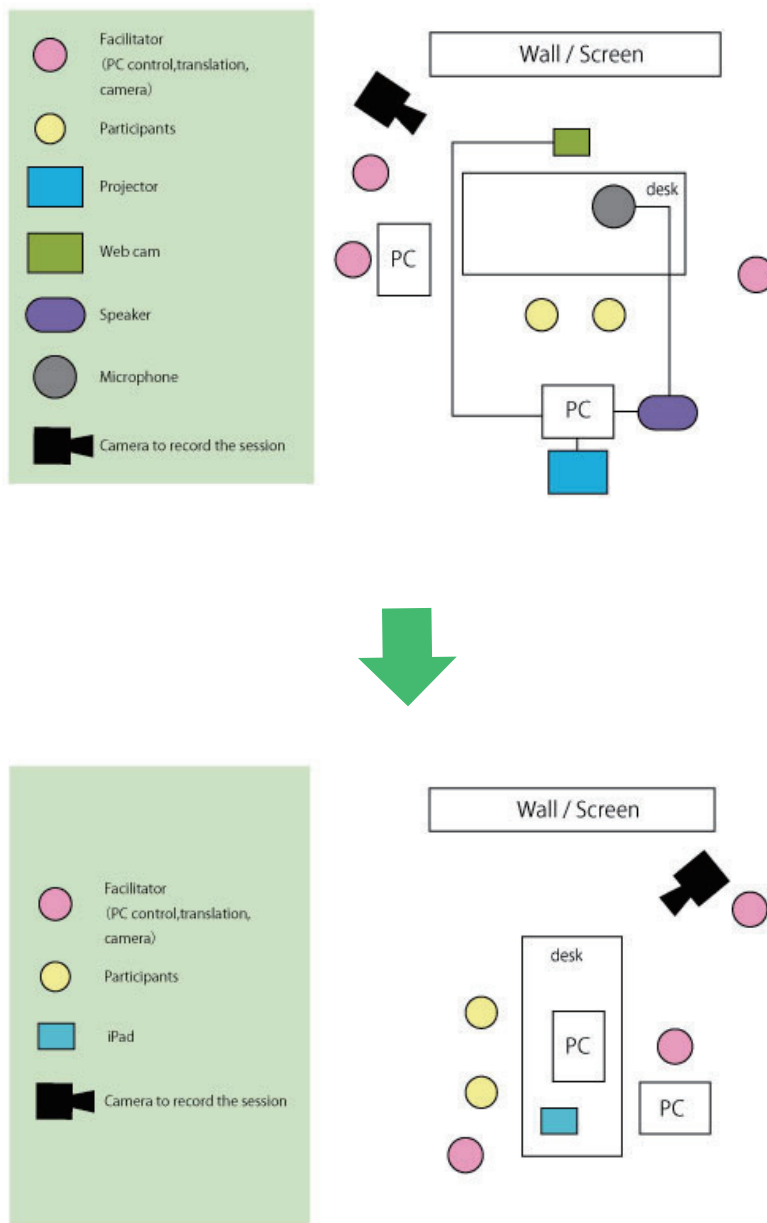 Facilitator
（PC control,translation,
camera）
Participants
Projector
Web cam
Speaker
Microphone
Camera to record the session
Wall / Screen
desk
PC
PC
Facilitator
（PC control,translation,
camera）
Participants
iPad
Camera to record the session
Wall / Screen
desk
PC
PC